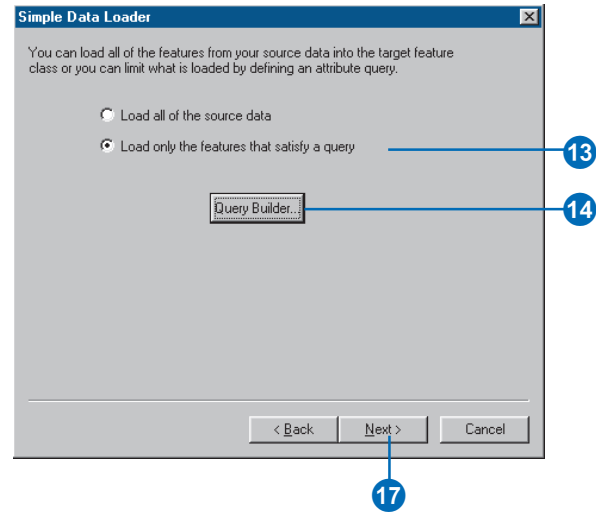 Simple Data Loader
You can load all of the features from your source data into the target feature
class or you can limit what is loaded by defining an attribute query.
Load all of the source data
Load only the features that satisfy a query
13
Query Builder...
14
< Back
Next >
Cancel
17